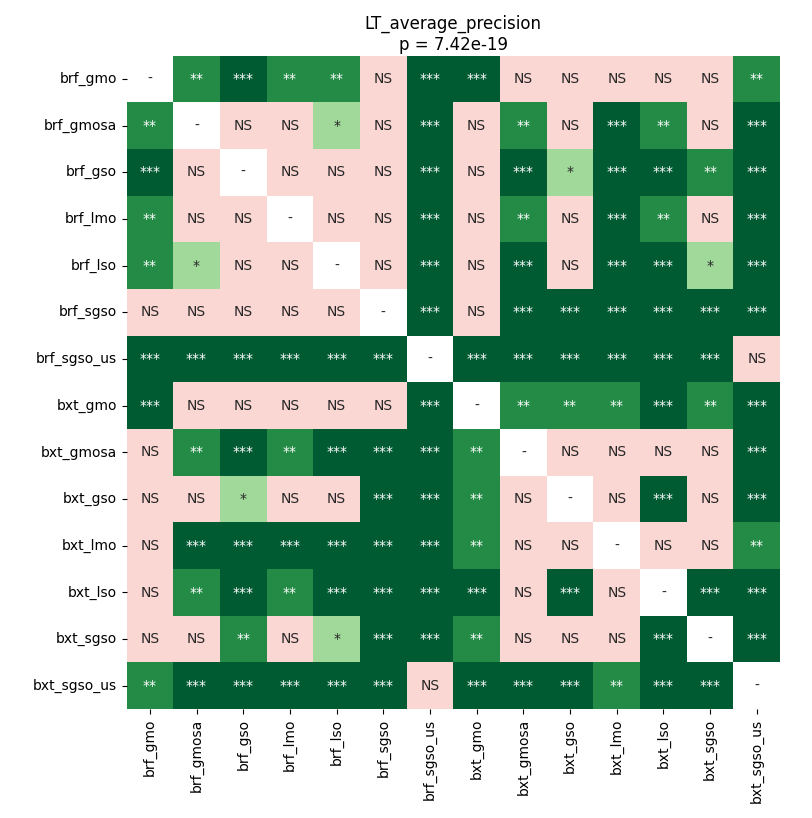 LT_average_precision
p = 7.42e-19
brf_gmo - ** *** ** ** NS *** *** NS NS NS NS NS **
brf_gmosa ** - NS NS * NS *** NS ** NS *** ** NS ***
brf_gso *** NS - NS NS NS *** NS *** * *** *** ** ***
brf_lmo ** NS NS - NS NS *** NS ** NS *** ** NS ***
brf_lso ** * NS NS - NS *** NS *** NS *** *** * ***
brf_sgso NS NS NS NS NS - *** NS *** *** *** *** *** ***
brf_sgso_us *** *** *** *** *** *** - *** *** *** *** *** *** NS
bxt_gmo *** NS NS NS NS NS *** - ** ** ** *** ** ***
bxt_gmosa NS ** *** ** *** *** *** ** - NS NS NS NS ***
bxt_gso NS NS * NS NS *** *** ** NS - NS *** NS ***
bxt_lmo NS *** *** *** *** *** *** ** NS NS - NS NS **
bxt_lso NS ** *** ** *** *** *** *** NS *** NS - *** ***
bxt_sgso NS NS ** NS * *** *** ** NS NS NS *** - ***
bxt_sgso_us ** *** *** *** *** *** NS *** *** *** ** *** *** -
brf_gmo brf_gmosa brf_gso brf_lmo brf_lso brf_sgso brf_sgso_us bxt_gmo bxt_gmosa bxt_gso bxt_lmo bxt_lso bxt_sgso bxt_sgso_us